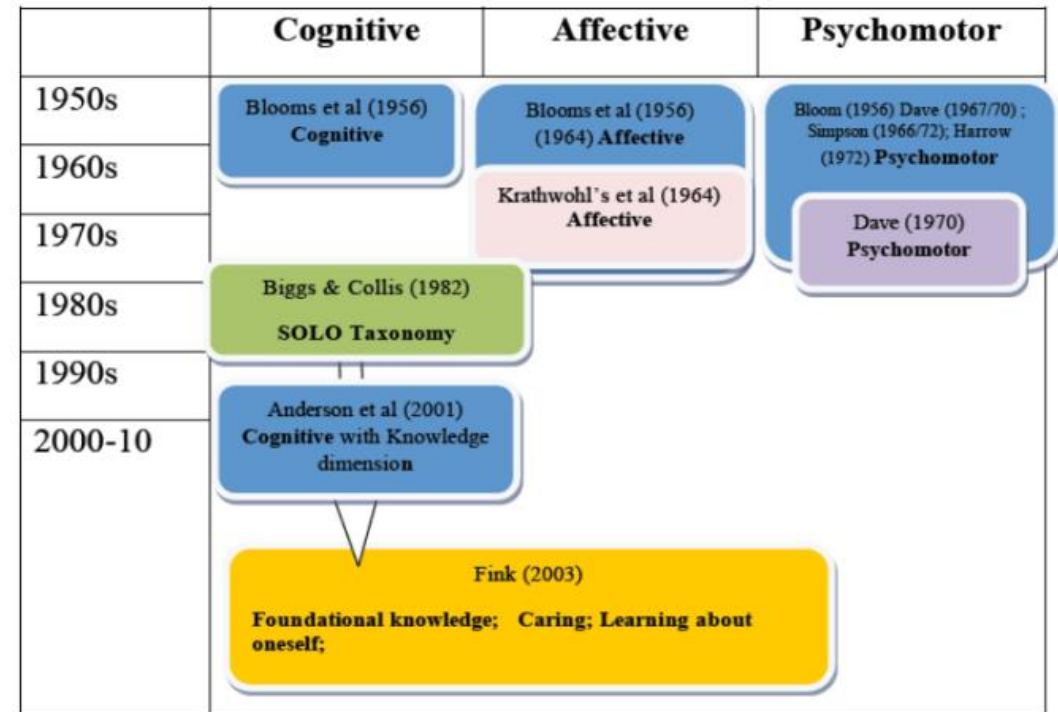 Cognitive Affective Psychomotor
1950s
1960s
1970s
1980s
1990s
2000-10
Blooms et al (1956)
Cognitive
Blooms et al (1956)
(1964) Affective
Krathwohl’s et al (1964)
Affective
Bloom (1956) Dave (1967/70) ;
Simpson (1966/72); Harrow
(1972) Psychomotor
Dave (1970)
Psychomotor
Biggs & Collis (1982)
SOLO Taxonomy
Anderson et al (2001)
Cognitive with Knowledge
dimension
Fink (2003)
Foundational knowledge; Caring; Learning about
oneself;